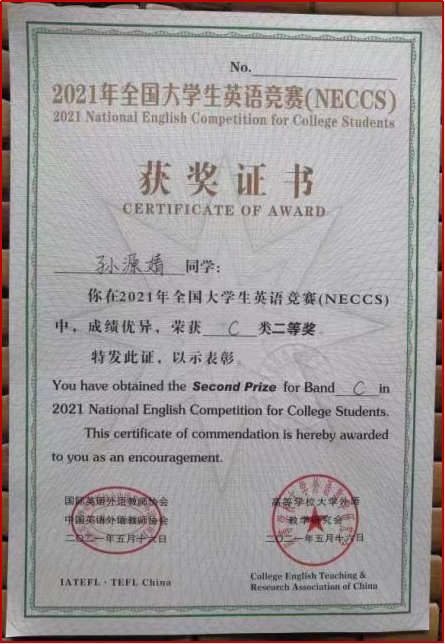 No.
2021年全国大学生英语竞赛(NECCS)
2021 National English Competition for College Students
获奖证书
CERTIFICATE OF AWARD
孙源婧同学:
你在2021年全国大学生英语竞赛(NECCS)
中，成绩优异，荣获 C 类二等奖。
特发此证，以示表彰。
You have obtained the Second Prize for Band C in
2021 National English Competition for College Students.
This certificate of commendation is hereby awarded
to you as an encouragement.
国际英语外语教师协会
中国英语外语教师协会
二〇二一年五月十六日
IATEFL · TEFL China
高等学校大学外语
教学研究会
二〇二一年五月十六日
College English Teaching &
Research Association of China